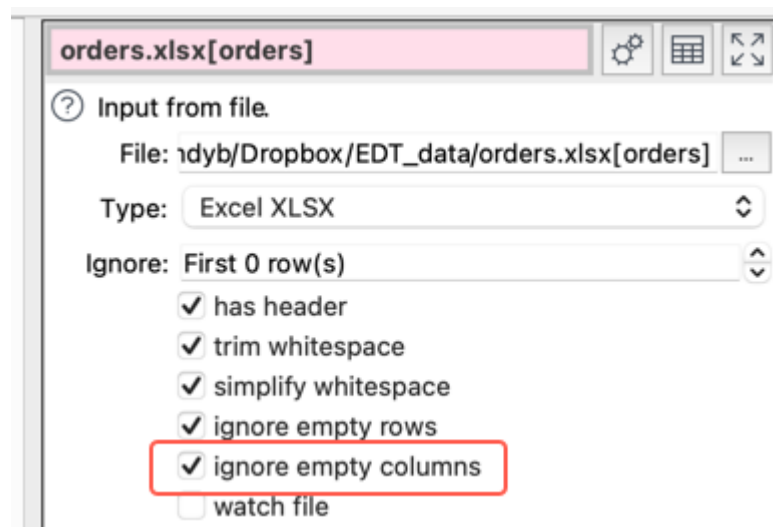 orders.xlsx[orders]
? Input from file.
File: ndyb/Dropbox/EDT_data/orders.xlsx[orders] ...
Type: Excel XLSX
Ignore: First 0 row(s)
has header
trim whitespace
simplify whitespace
ignore empty rows
ignore empty columns
watch file